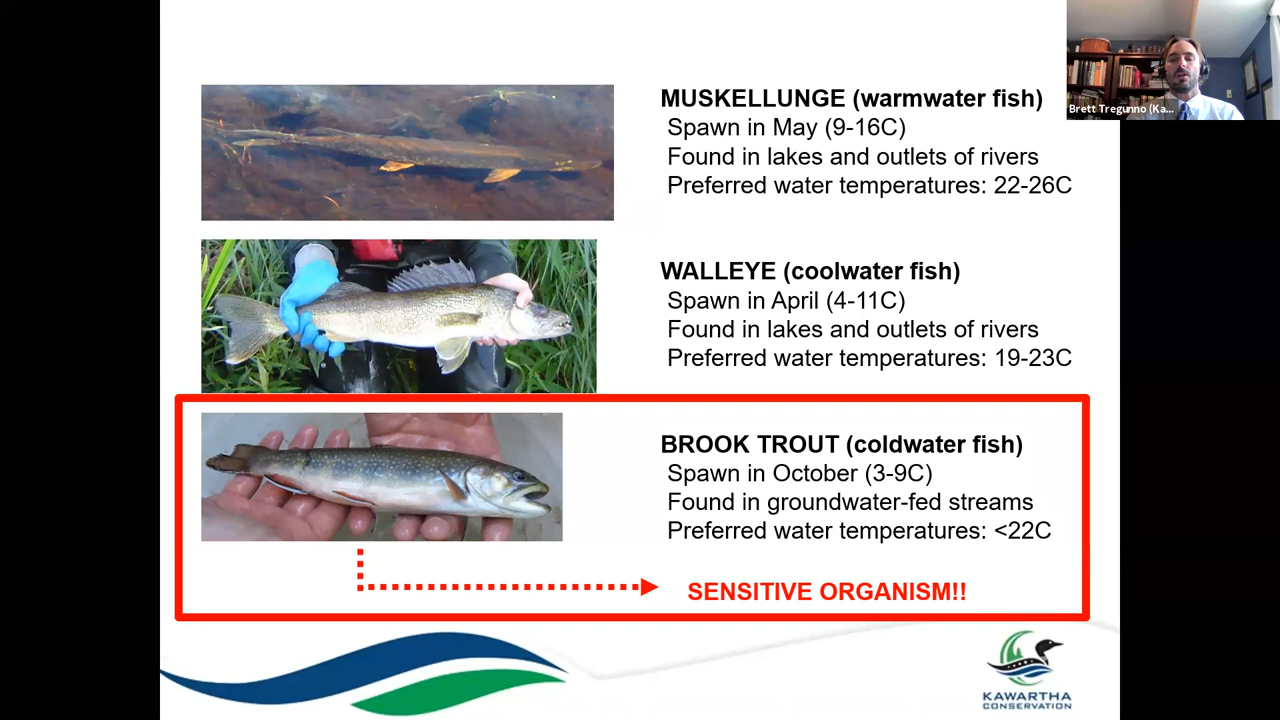 MUSKELLUNGE (warmwater fish)
Spawn in May (9-16C)
Found in lakes and outlets of rivers
Preferred water temperatures: 22-26C
WALLEYE (coolwater fish)
Spawn in April (4-11C)
Found in lakes and outlets of rivers
Preferred water temperatures: 19-23C
BROOK TROUT (coldwater fish)
Spawn in October (3-9C)
Found in groundwater-fed streams
Preferred water temperatures: <22C
SENSITIVE ORGANISM!!
Brett Tregunno (Ka...
KAWARTHA
CONSERVATION